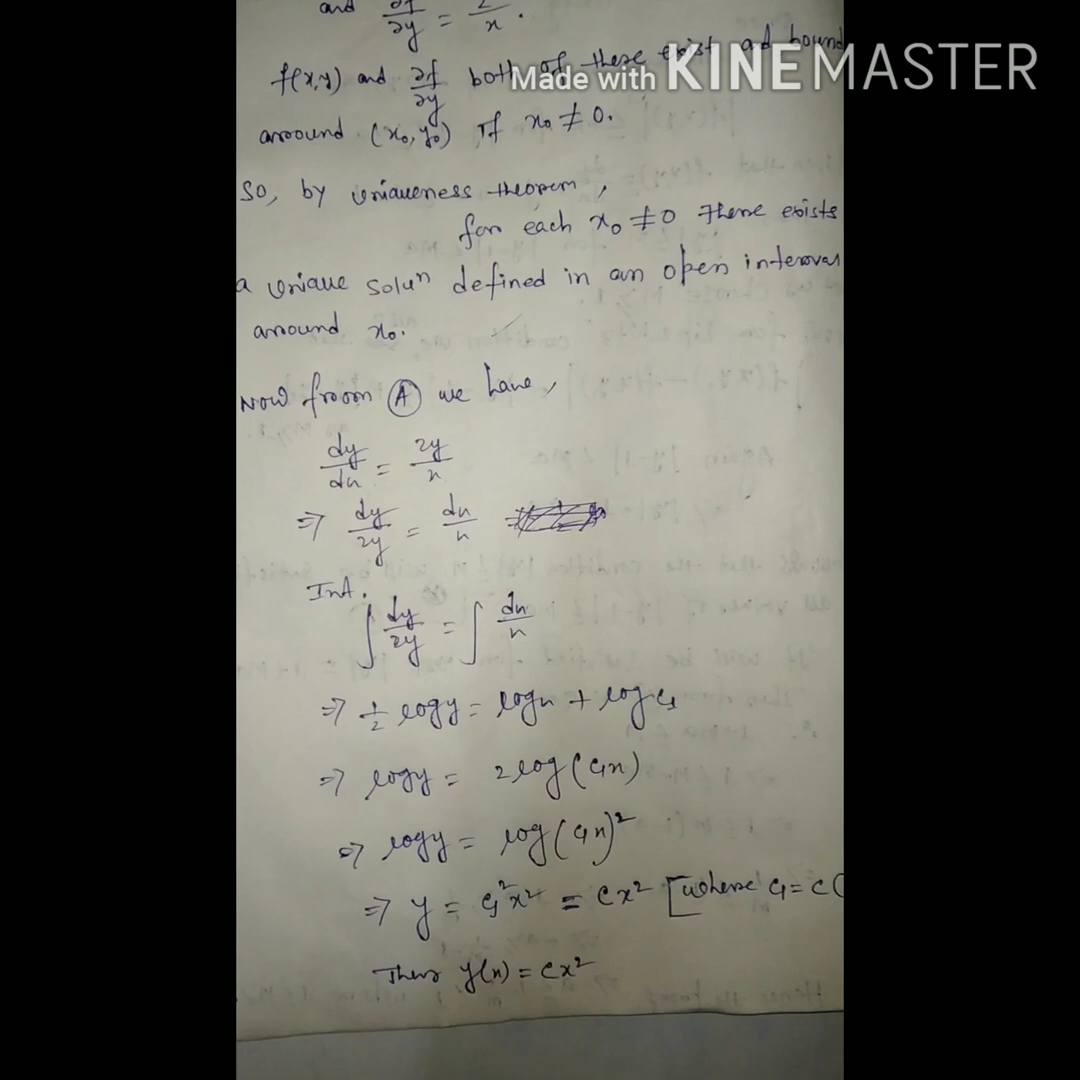 and ∂f/∂y = 2/x .
Made with KINEMASTER
f(x,y) and ∂f/∂y both of these exist and bound
around (x₀, y₀) if x₀ ≠ 0.
So, by uniqueness theorem,
for each x₀ ≠ 0 there exists
a unique soluⁿ defined in an open interval
around x₀.
Now from Ⓐ we have,
dy/dx = 2y/x
⇒ dy/2y = dx/x
Int.
∫ dy/2y = ∫ dx/x
⇒ 1/2 log y = log x + log c₁
⇒ log y = 2 log (c₁x)
⇒ log y = log (c₁x)²
⇒ y = c₁²x² = cx² [where c₁ = c (
Thus y(x) = cx²